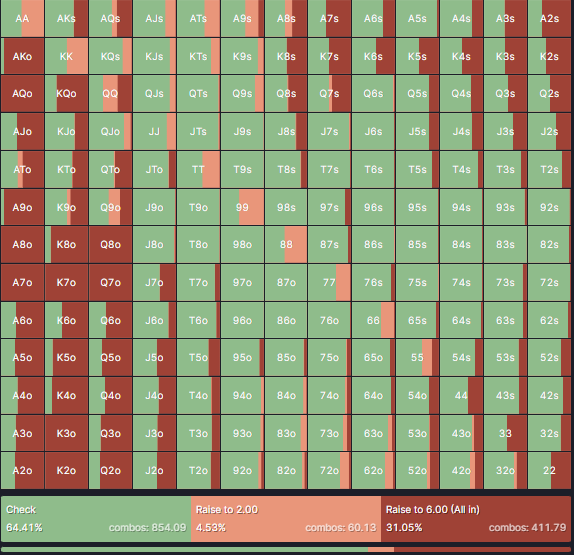 AA AKs AQs AJs ATs A9s A8s A7s A6s A5s A4s A3s A2s
AKo KK KQs KJs KTs K9s K8s K7s K6s K5s K4s K3s K2s
AQo KQo QQ QJs QTs Q9s Q8s Q7s Q6s Q5s Q4s Q3s Q2s
AJo KJo QJo JJ JTs J9s J8s J7s J6s J5s J4s J3s J2s
ATo KTo QTo JTo TT T9s T8s T7s T6s T5s T4s T3s T2s
A9o K9o Q9o J9o T9o 99 98s 97s 96s 95s 94s 93s 92s
A8o K8o Q8o J8o T8o 98o 88 87s 86s 85s 84s 83s 82s
A7o K7o Q7o J7o T7o 97o 87o 77 76s 75s 74s 73s 72s
A6o K6o Q6o J6o T6o 96o 86o 76o 66 65s 64s 63s 62s
A5o K5o Q5o J5o T5o 95o 85o 75o 65o 55 54s 53s 52s
A4o K4o Q4o J4o T4o 94o 84o 74o 64o 54o 44 43s 42s
A3o K3o Q3o J3o T3o 93o 83o 73o 63o 53o 43o 33 32s
A2o K2o Q2o J2o T2o 92o 82o 72o 62o 52o 42o 32o 22
Check Raise to 2.00 Raise to 6.00 (All in)
64.41% combos: 854.09 4.53% combos: 60.13 31.05% combos: 411.79